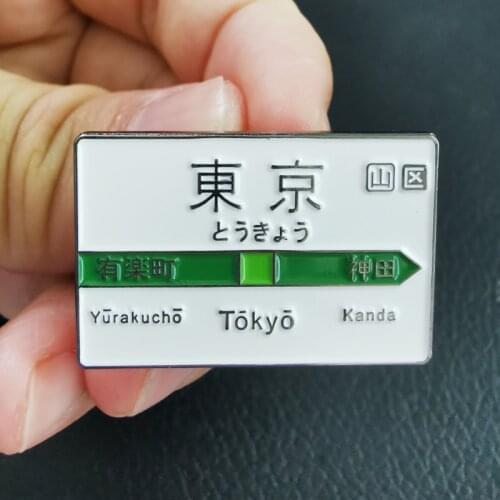 東京 山 区
とうきょう
有楽町 神田
Yūrakuchō Tōkyō Kanda